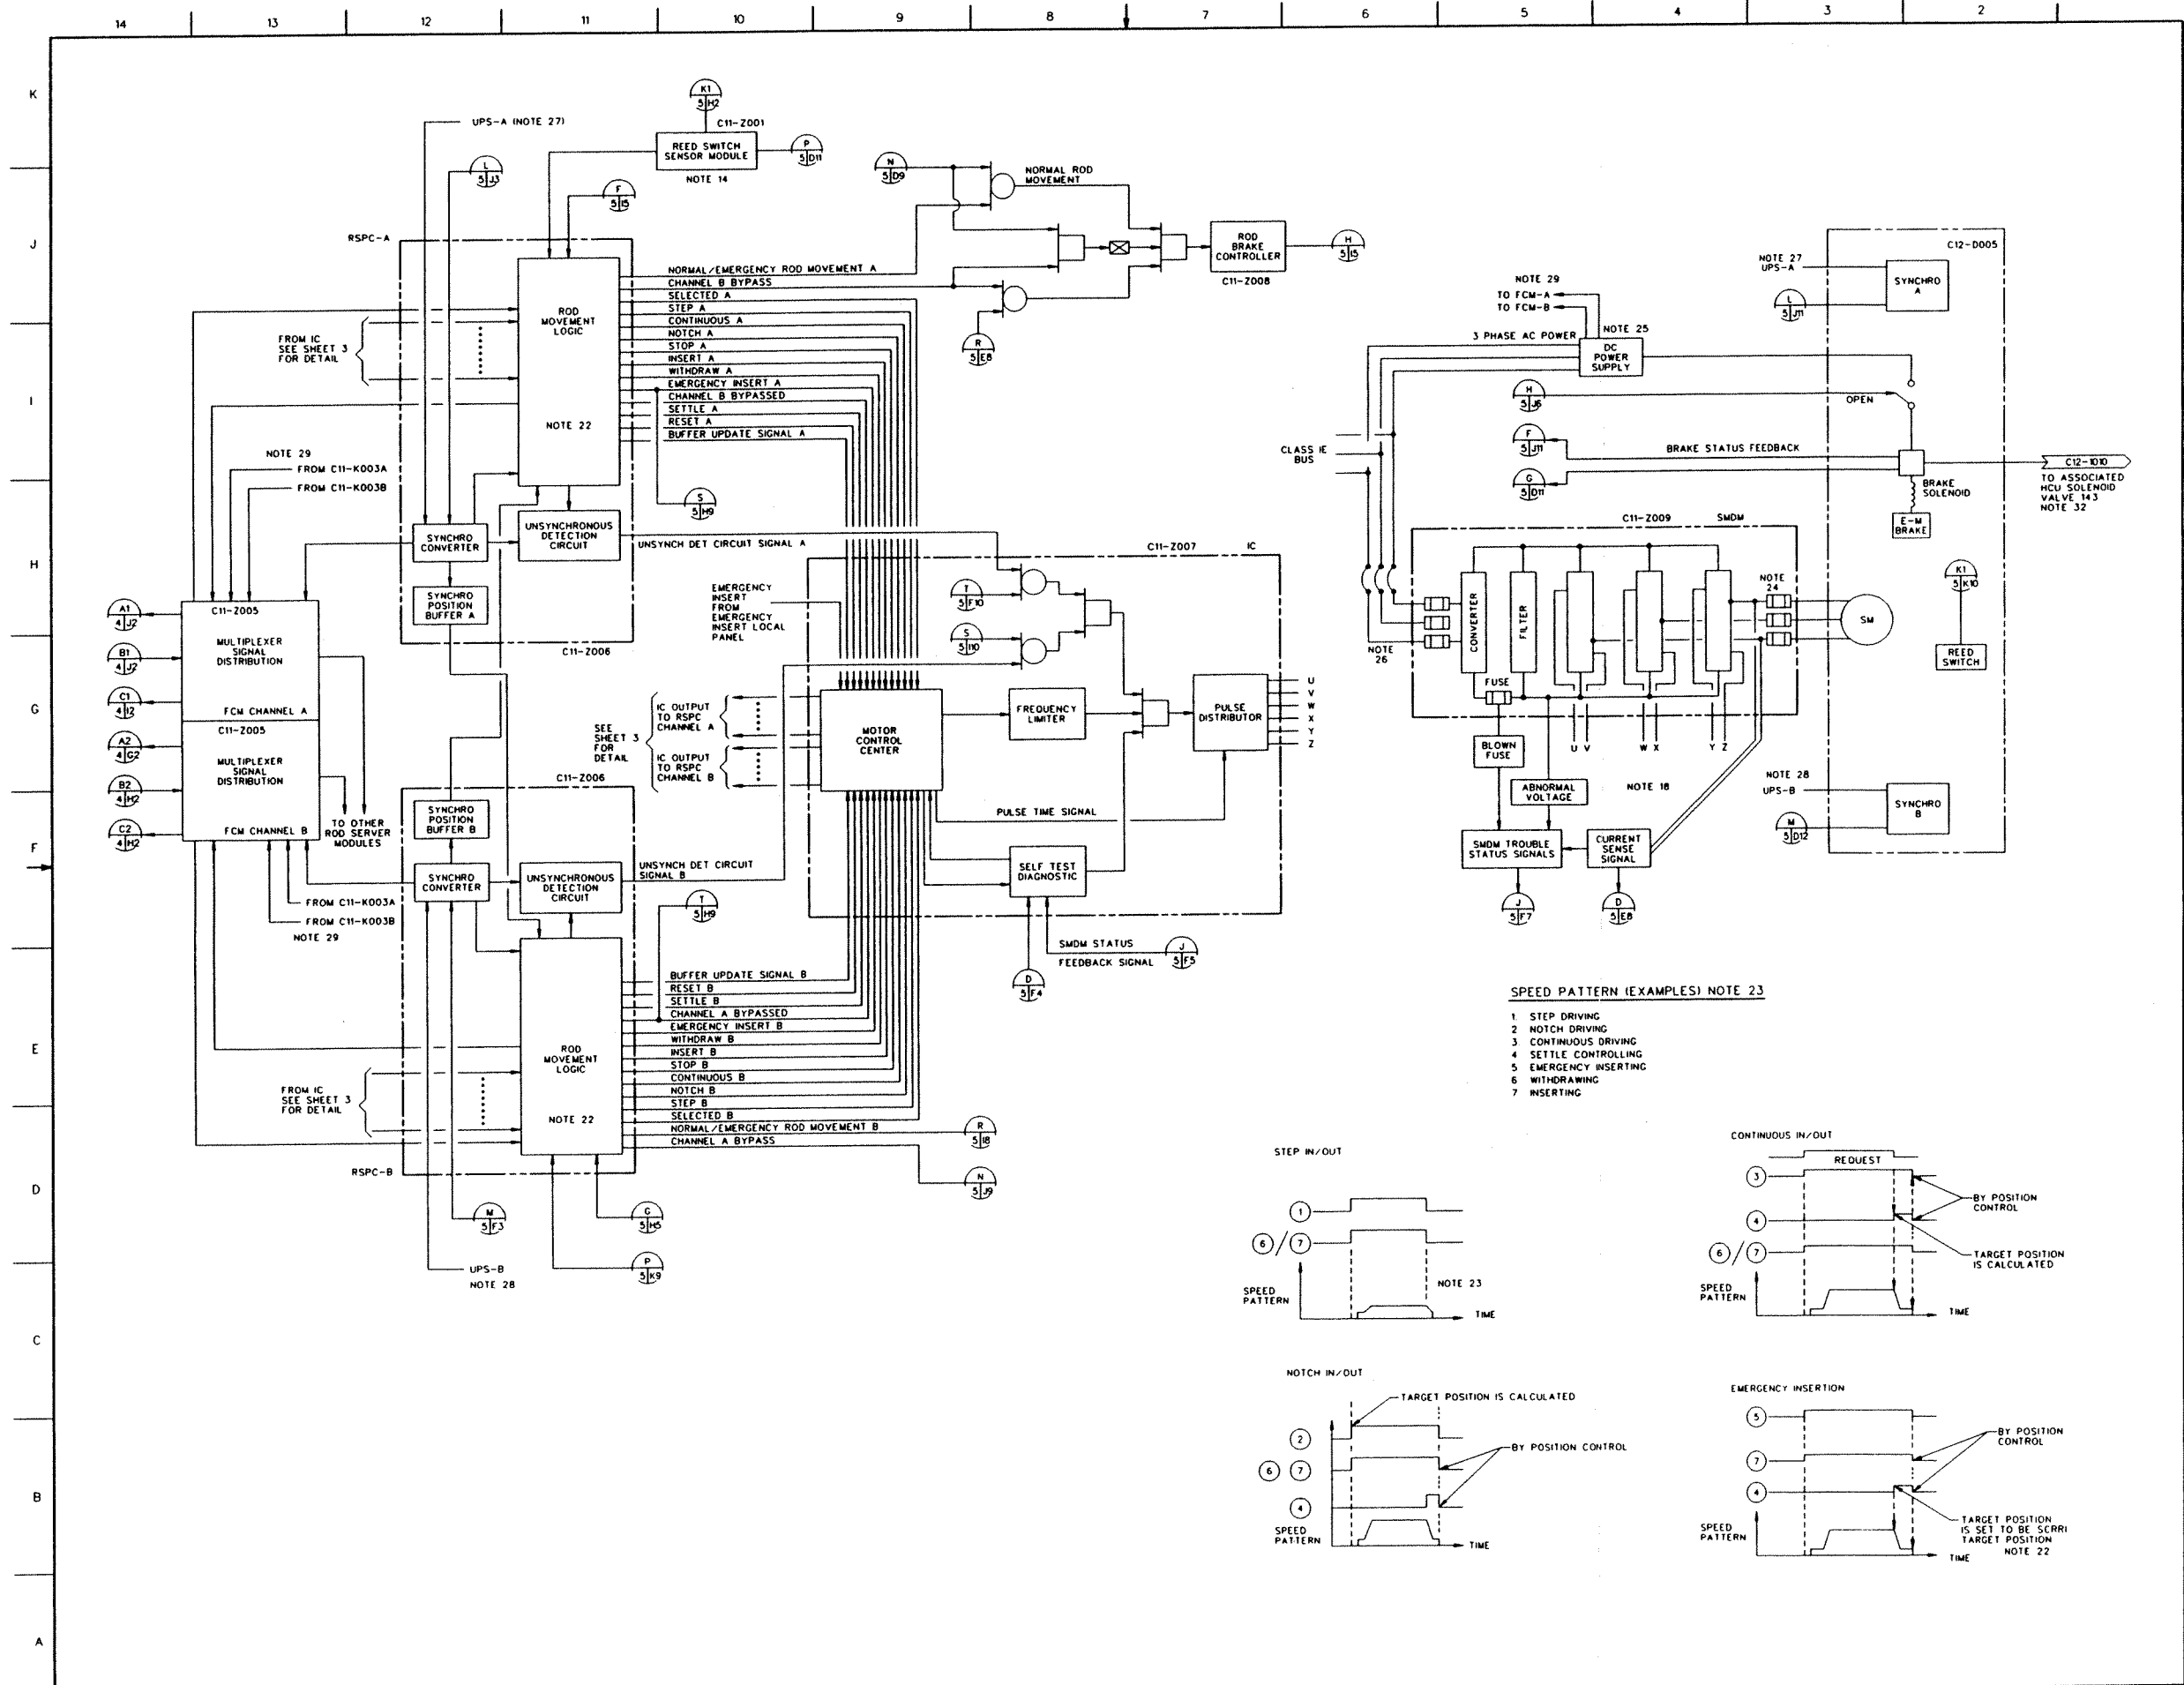 14 13 12 11 10 9 8 7 6 5 4 3 2
K
J
I
H
G
F
E
D
C
B
A
K1
5 H2
C11-Z001
UPS-A (NOTE 27)
REED SWITCH
SENSOR MODULE
NOTE 14
P
5 D11
L
5 J3
F
5 I5
RSPC-A
N
5 D9
NORMAL ROD
MOVEMENT
ROD
BRAKE
CONTROLLER
C11-Z008
H
5 I5
R
5 E8
ROD
MOVEMENT
LOGIC
NOTE 22
NORMAL/EMERGENCY ROD MOVEMENT A
CHANNEL B BYPASS
SELECTED A
STEP A
CONTINUOUS A
NOTCH A
STOP A
INSERT A
WITHDRAW A
EMERGENCY INSERT A
CHANNEL B BYPASSED
SETTLE A
RESET A
BUFFER UPDATE SIGNAL A
FROM IC
SEE SHEET 3
FOR DETAIL
NOTE 29
FROM C11-K003A
FROM C11-K003B
S
5 H9
SYNCHRO
CONVERTER
UNSYNCHRONOUS
DETECTION
CIRCUIT
UNSYNCH DET CIRCUIT SIGNAL A
SYNCHRO
POSITION
BUFFER A
C11-Z006
A1
4 J2
B1
4 J2
C1
4 I2
A2
4 G2
B2
4 H2
C2
4 H2
C11-Z005
MULTIPLEXER
SIGNAL
DISTRIBUTION
FCM CHANNEL A
C11-Z005
MULTIPLEXER
SIGNAL
DISTRIBUTION
FCM CHANNEL B
TO OTHER
ROD SERVER
MODULES
FROM C11-K003A
FROM C11-K003B
NOTE 29
C11-Z007 IC
EMERGENCY
INSERT
FROM
EMERGENCY
INSERT LOCAL
PANEL
T
5 F10
S
5 I10
SEE
SHEET 3
FOR
DETAIL
IC OUTPUT
TO RSPC
CHANNEL A
IC OUTPUT
TO RSPC
CHANNEL B
MOTOR
CONTROL
CENTER
FREQUENCY
LIMITER
PULSE
DISTRIBUTOR
U
V
W
X
Y
Z
PULSE TIME SIGNAL
SELF TEST
DIAGNOSTIC
SMDM STATUS
FEEDBACK SIGNAL
J
5 F5
D
5 F4
C11-Z006
SYNCHRO
POSITION
BUFFER B
SYNCHRO
CONVERTER
UNSYNCHRONOUS
DETECTION
CIRCUIT
UNSYNCH DET CIRCUIT
SIGNAL B
T
5 H9
ROD
MOVEMENT
LOGIC
NOTE 22
BUFFER UPDATE SIGNAL B
RESET B
SETTLE B
CHANNEL A BYPASSED
EMERGENCY INSERT B
WITHDRAW B
INSERT B
STOP B
CONTINUOUS B
NOTCH B
STEP B
SELECTED B
NORMAL/EMERGENCY ROD MOVEMENT B
CHANNEL A BYPASS
FROM IC
SEE SHEET 3
FOR DETAIL
RSPC-B
R
5 I8
N
5 J9
M
5 F3
G
5 H5
P
5 K9
UPS-B
NOTE 28
NOTE 29
TO FCM-A
TO FCM-B
3 PHASE AC POWER
NOTE 25
DC
POWER
SUPPLY
H
5 J6
F
5 J11
G
5 D11
CLASS IE
BUS
BRAKE STATUS FEEDBACK
OPEN
C12-D005
NOTE 27
UPS-A
SYNCHRO
A
L
5 J11
C12-1010
TO ASSOCIATED
HCU SOLENOID
VALVE 143
NOTE 32
BRAKE
SOLENOID
E-M
BRAKE
K1
5 K10
REED
SWITCH
NOTE 28
UPS-B
SYNCHRO
B
M
5 D12
C11-Z009 SMDM
NOTE
26
CONVERTER
FILTER
FUSE
NOTE
24
SM
U V W X Y Z
BLOWN
FUSE
ABNORMAL
VOLTAGE
NOTE 18
SMDM TROUBLE
STATUS SIGNALS
CURRENT
SENSE
SIGNAL
J
5 F7
D
5 E8
SPEED PATTERN (EXAMPLES) NOTE 23
1. STEP DRIVING
2 NOTCH DRIVING
3 CONTINUOUS DRIVING
4 SETTLE CONTROLLING
5 EMERGENCY INSERTING
6 WITHDRAWING
7 INSERTING
STEP IN/OUT
1
6 / 7
NOTE 23
SPEED
PATTERN
TIME
CONTINUOUS IN/OUT
REQUEST
3
4
6 / 7
BY POSITION
CONTROL
TARGET POSITION
IS CALCULATED
SPEED
PATTERN
TIME
NOTCH IN/OUT
TARGET POSITION IS CALCULATED
2
6 7
4
BY POSITION CONTROL
SPEED
PATTERN
TIME
EMERGENCY INSERTION
5
7
4
BY POSITION
CONTROL
TARGET POSITION
IS SET TO BE SCRRI
TARGET POSITION
NOTE 22
SPEED
PATTERN
TIME